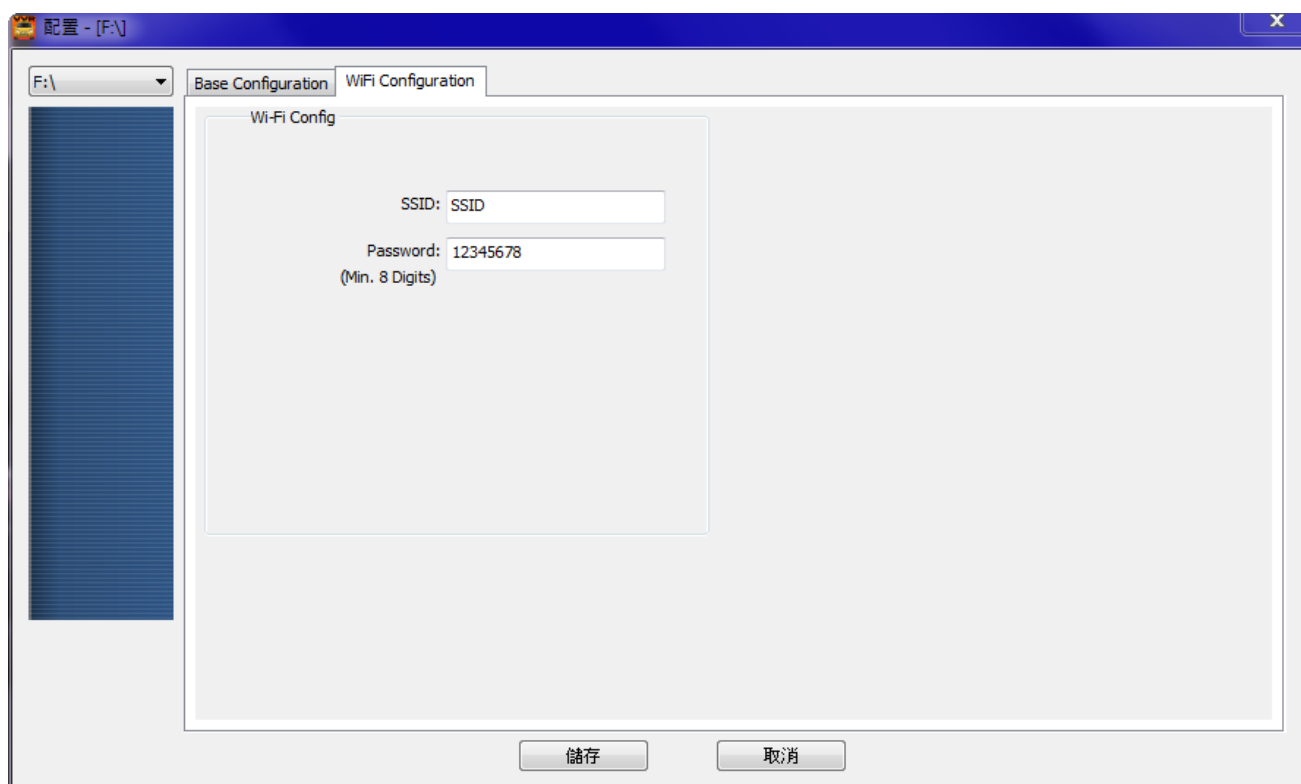 配置 - [F:\]
F:\
Base Configuration
WiFi Configuration
Wi-Fi Config
SSID: SSID
Password: 12345678
(Min. 8 Digits)
儲存
取消